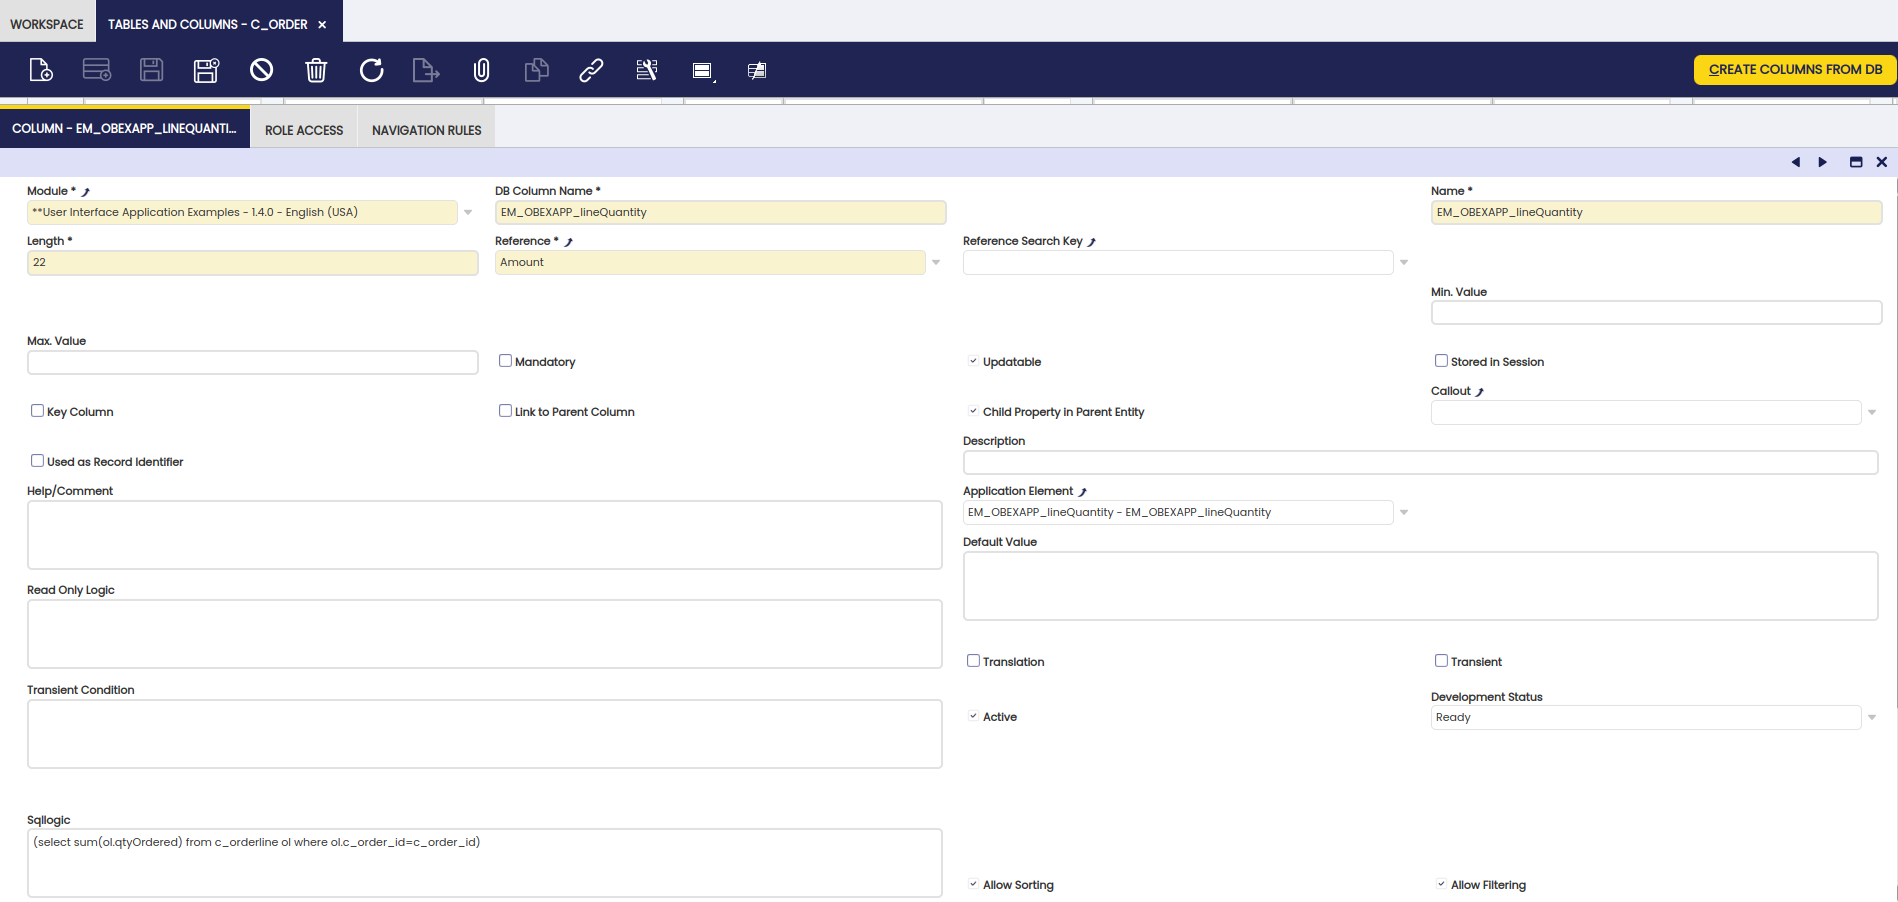 WORKSPACE
TABLES AND COLUMNS - C_ORDER
CREATE COLUMNS FROM DB
COLUMN - EM_OBEXAPP_LINEQUANTI...
ROLE ACCESS
NAVIGATION RULES
Module *
DB Column Name *
Name *
**User Interface Application Examples - 1.4.0 - English (USA)
EM_OBEXAPP_lineQuantity
EM_OBEXAPP_lineQuantity
Length *
Reference *
Reference Search Key
22
Amount
Min. Value
Max. Value
Mandatory
Updatable
Stored in Session
Callout
Key Column
Link to Parent Column
Child Property in Parent Entity
Description
Used as Record Identifier
Help/Comment
Application Element
EM_OBEXAPP_lineQuantity - EM_OBEXAPP_lineQuantity
Default Value
Read Only Logic
Translation
Transient
Transient Condition
Development Status
Active
Ready
Sqllogic
(select sum(ol.qtyOrdered) from c_orderline ol where ol.c_order_id=c_order_id)
Allow Sorting
Allow Filtering